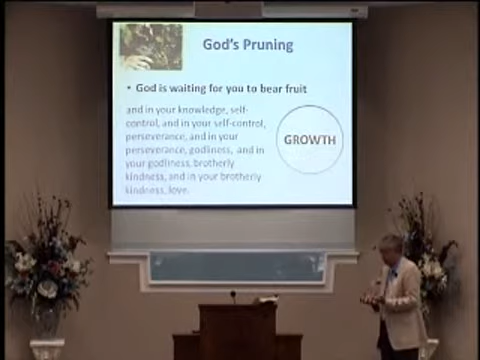 God's Pruning
• God is waiting for you to bear fruit
and in your knowledge, self-
control, and in your self-control,
perseverance, and in your
perseverance, godliness, and in
your godliness, brotherly
kindness, and in your brotherly
kindness, love.
GROWTH